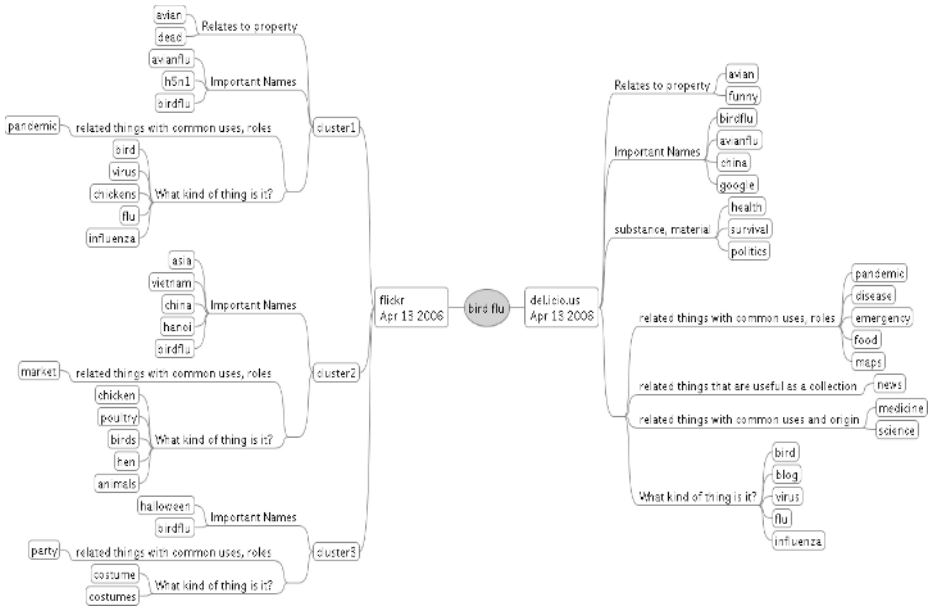 avian
dead
Relates to property
avianflu
h5n1
birdflu
Important Names
pandemic
related things with common uses, roles
bird
virus
chickens
flu
influenza
What kind of thing is it?
cluster1
asia
vietnam
china
hanoi
birdflu
Important Names
market
related things with common uses, roles
chicken
poultry
birds
hen
animals
What kind of thing is it?
cluster2
halloween
birdflu
Important Names
party
related things with common uses, roles
costume
costumes
What kind of thing is it?
cluster3
flickr
Apr 13 2006
bird flu
del.icio.us
Apr 13 2006
Relates to property
avian
funny
Important Names
birdflu
avianflu
china
google
substance, material
health
survival
politics
related things with common uses, roles
pandemic
disease
emergency
food
maps
related things that are useful as a collection
news
related things with common uses and origin
medicine
science
What kind of thing is it?
bird
blog
virus
flu
influenza